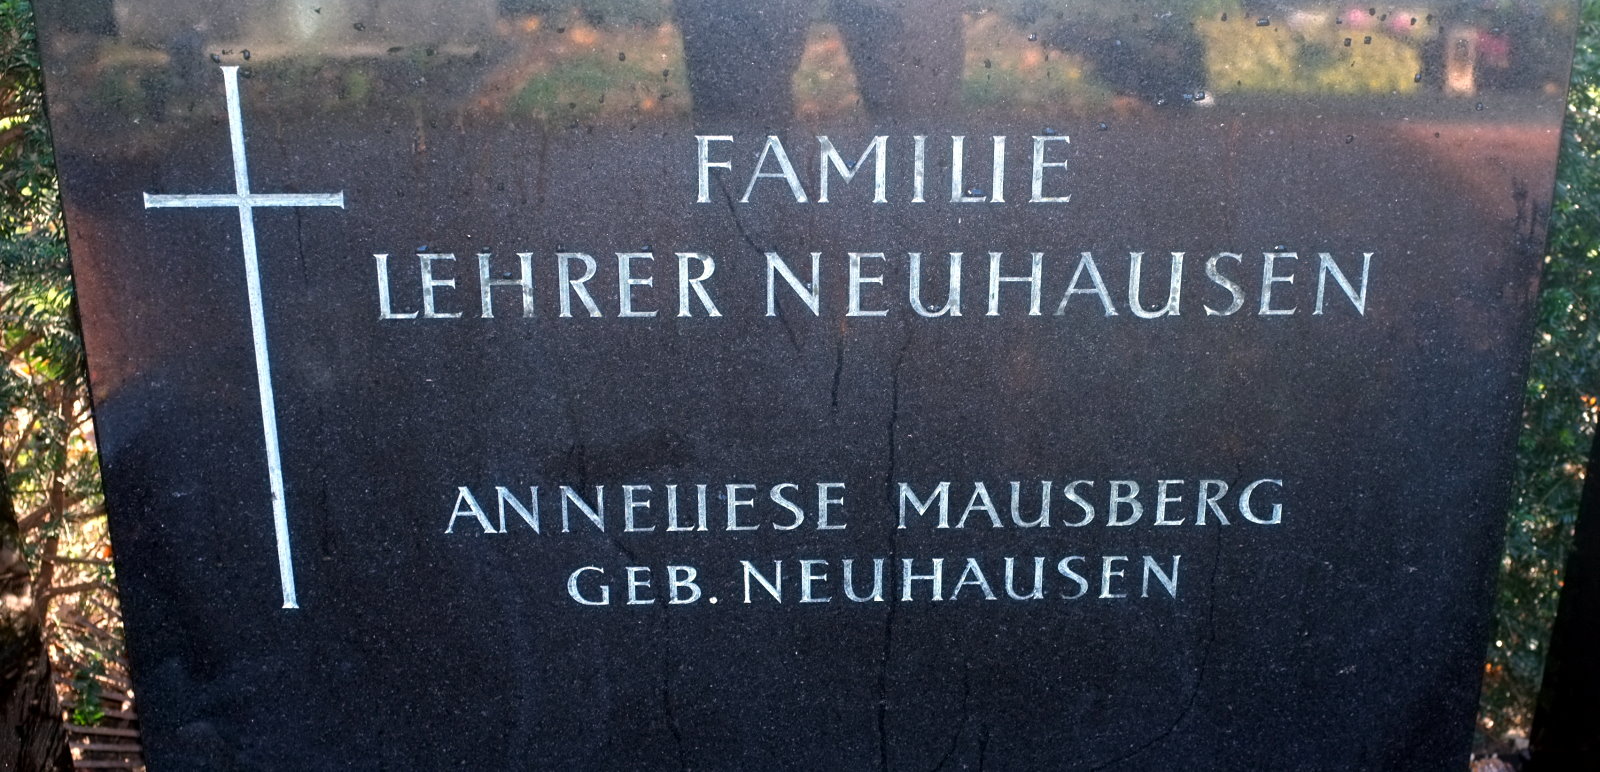 FAMILIE
LEHRER NEUHAUSEN
ANNELIESE MAUSBERG
GEB. NEUHAUSEN